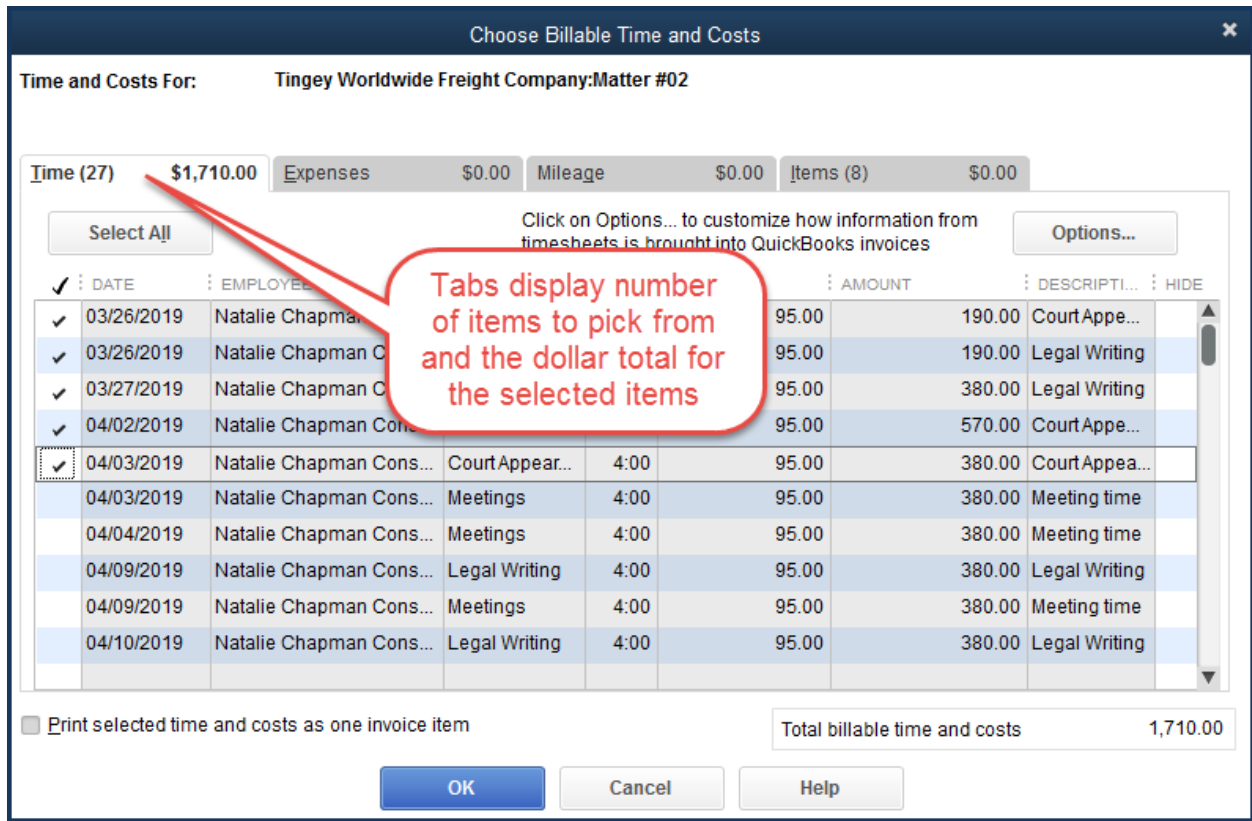 Choose Billable Time and Costs
Time and Costs For: Tingey Worldwide Freight Company:Matter #02
Time (27) $1,710.00 Expenses $0.00 Mileage $0.00 Items (8) $0.00
Select All
Click on Options... to customize how information from
timesheets is brought into QuickBooks invoices
Options...
DATE EMPLOYEE AMOUNT DESCRIPTI... HIDE
03/26/2019 Natalie Chapman 95.00 190.00 Court Appe...
03/26/2019 Natalie Chapman C 95.00 190.00 Legal Writing
03/27/2019 Natalie Chapman C 95.00 380.00 Legal Writing
04/02/2019 Natalie Chapman Cons... 95.00 570.00 Court Appe...
04/03/2019 Natalie Chapman Cons... Court Appear... 4:00 95.00 380.00 Court Appea...
04/03/2019 Natalie Chapman Cons... Meetings 4:00 95.00 380.00 Meeting time
04/04/2019 Natalie Chapman Cons... Meetings 4:00 95.00 380.00 Meeting time
04/09/2019 Natalie Chapman Cons... Legal Writing 4:00 95.00 380.00 Legal Writing
04/09/2019 Natalie Chapman Cons... Meetings 4:00 95.00 380.00 Meeting time
04/10/2019 Natalie Chapman Cons... Legal Writing 4:00 95.00 380.00 Legal Writing
Tabs display number
of items to pick from
and the dollar total for
the selected items
Print selected time and costs as one invoice item
Total billable time and costs 1,710.00
OK Cancel Help